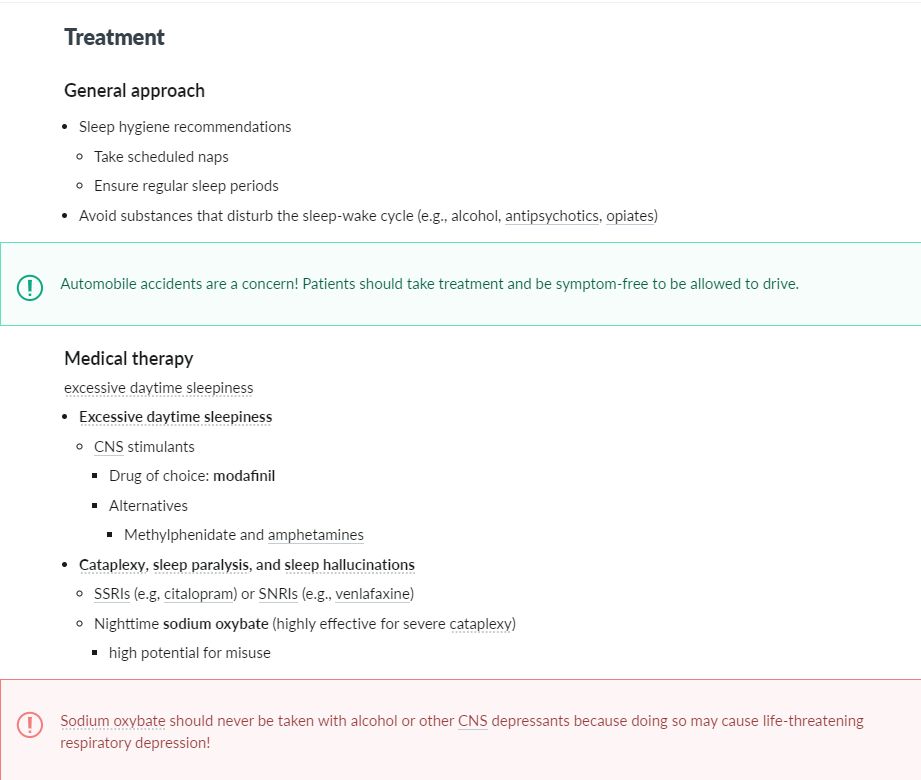 Treatment
General approach
Sleep hygiene recommendations
Take scheduled naps
Ensure regular sleep periods
Avoid substances that disturb the sleep-wake cycle (e.g., alcohol, antipsychotics, opiates)
Automobile accidents are a concern! Patients should take treatment and be symptom-free to be allowed to drive.
Medical therapy
excessive daytime sleepiness
Excessive daytime sleepiness
CNS stimulants
Drug of choice: modafinil
Alternatives
Methylphenidate and amphetamines
Cataplexy, sleep paralysis, and sleep hallucinations
SSRIs (e.g, citalopram) or SNRIs (e.g., venlafaxine)
Nighttime sodium oxybate (highly effective for severe cataplexy)
high potential for misuse
Sodium oxybate should never be taken with alcohol or other CNS depressants because doing so may cause life-threatening
respiratory depression!